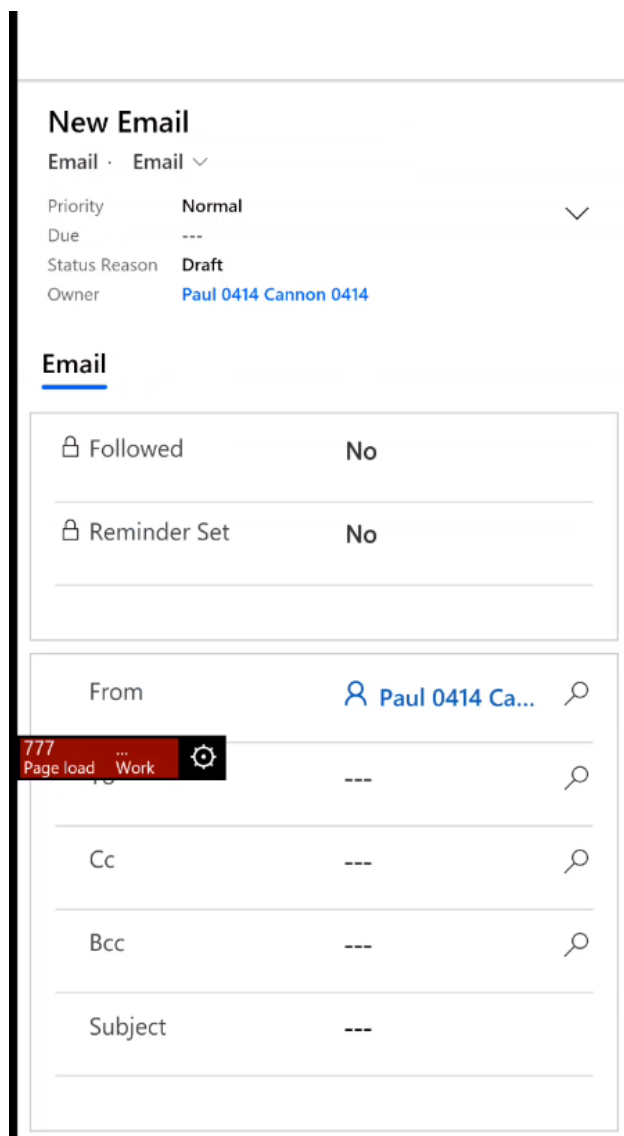 New Email
Email · Email
Priority Normal
Due ---
Status Reason Draft
Owner Paul 0414 Cannon 0414
Email
Followed No
Reminder Set No
From Paul 0414 Ca...
777 ...
Page load Work
---
Cc ---
Bcc ---
Subject ---